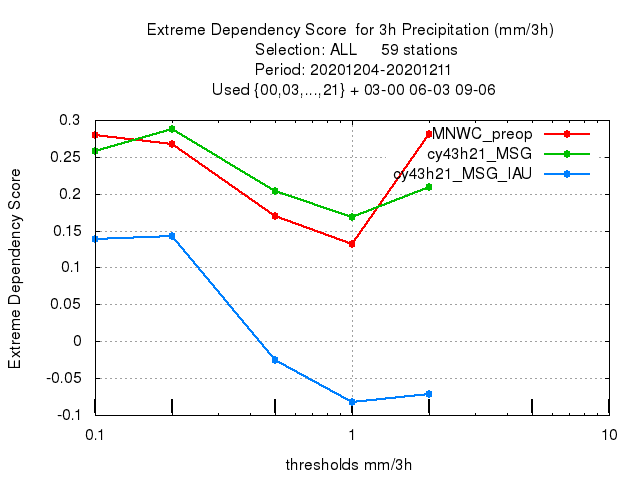 Extreme Dependency Score  for 3h Precipitation (mm/3h)
Selection: ALL     59 stations
Period: 20201204-20201211
Used {00,03,...,21} + 03-00 06-03 09-06
0.3
MNWC_preop
0.25
cy43h21_MSG
cy43h21_MSG_IAU
0.2
0.15
0.1
0.05
0
-0.05
-0.1
Extreme Dependency Score
0.1 1 10
thresholds mm/3h